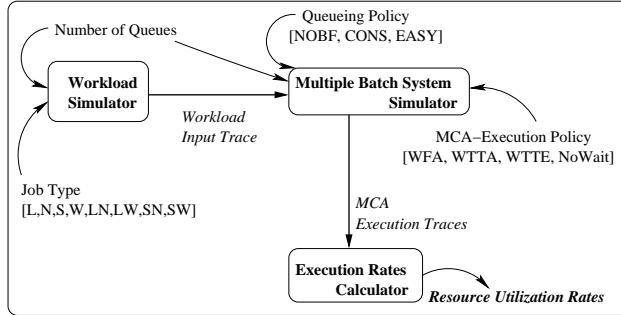 Queueing Policy
[NOBF, CONS, EASY]
Number of Queues
Workload
Simulator
Multiple Batch System
Simulator
Workload
Input Trace
MCA–Execution Policy
[WFA, WTTA, WTTE, NoWait]
Job Type
[L,N,S,W,LN,LW,SN,SW]
MCA
Execution Traces
Execution Rates
Calculator
Resource Utilization Rates